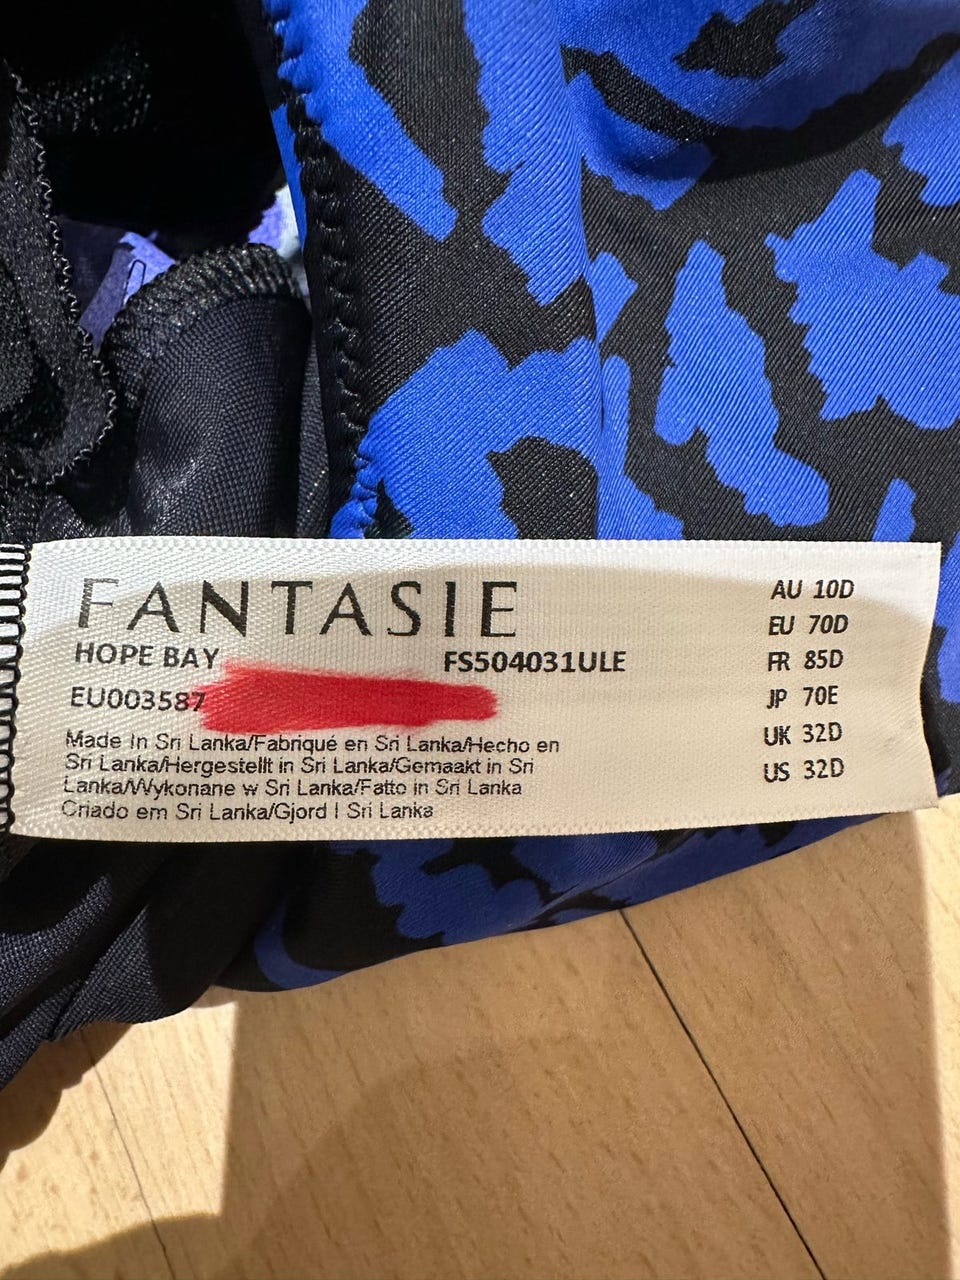 FANTASIE
HOPE BAY FS504031ULE
EU003587
Made In Sri Lanka/Fabriqué en Sri Lanka/Hecho en
Sri Lanka/Hergestellt in Sri Lanka/Gemaakt in Sri
Lanka/Wykonane w Sri Lanka/Fatto in Sri Lanka
Criado em Sri Lanka/Gjord I Sri Lanka
AU 10D
EU 70D
FR 85D
JP 70E
UK 32D
US 32D